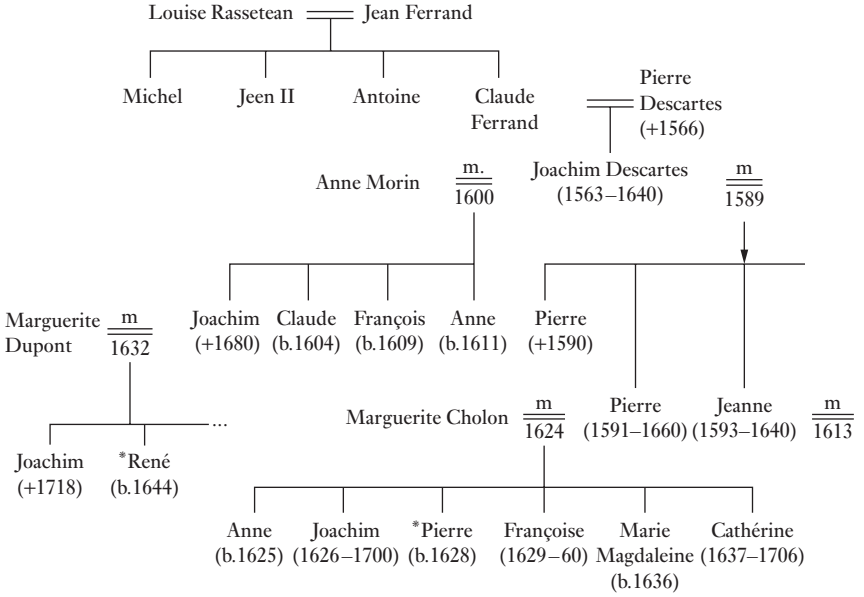 Louise Rassetean Jean Ferrand
Michel Jeen II Antoine Claude
Ferrand
Pierre
Descartes
(+1566)
Anne Morin m. Joachim Descartes m
1600 (1563–1640) 1589
Marguerite m Joachim Claude François Anne Pierre
Dupont 1632 (+1680) (b.1604) (b.1609) (b.1611) (+1590)
Marguerite Cholon m Pierre Jeanne m
1624 (1591–1660) (1593–1640) 1613
...
Joachim *René
(+1718) (b.1644)
Anne Joachim *Pierre Françoise Marie Cathérine
(b.1625) (1626–1700) (b.1628) (1629–60) Magdaleine (1637–1706)
(b.1636)